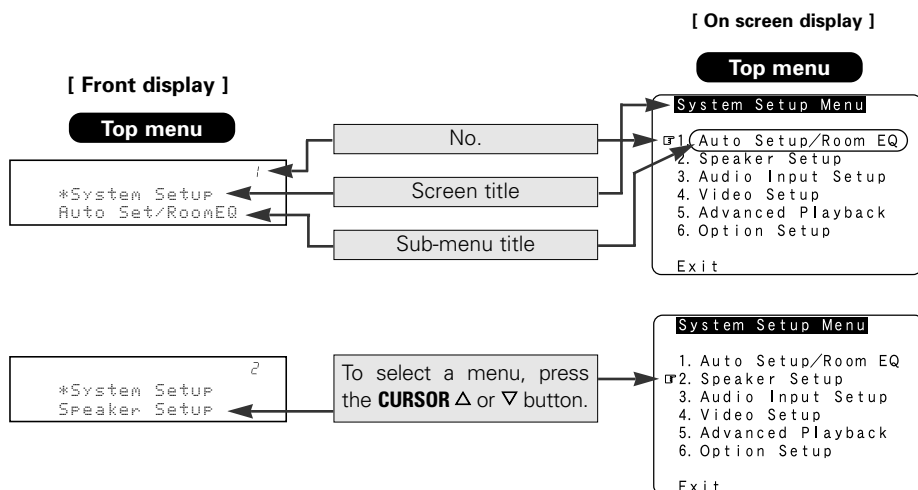 [ On screen display ]
[ Front display ]
Top menu
Top menu
1
*System Setup
Auto Set/RoomEQ
No.
Screen title
Sub-menu title
System Setup Menu
☞1. Auto Setup/Room EQ
2. Speaker Setup
3. Audio Input Setup
4. Video Setup
5. Advanced Playback
6. Option Setup
Exit
2
*System Setup
Speaker Setup
To select a menu, press
the CURSOR △ or ▽ button.
System Setup Menu
1. Auto Setup/Room EQ
☞2. Speaker Setup
3. Audio Input Setup
4. Video Setup
5. Advanced Playback
6. Option Setup
Exit